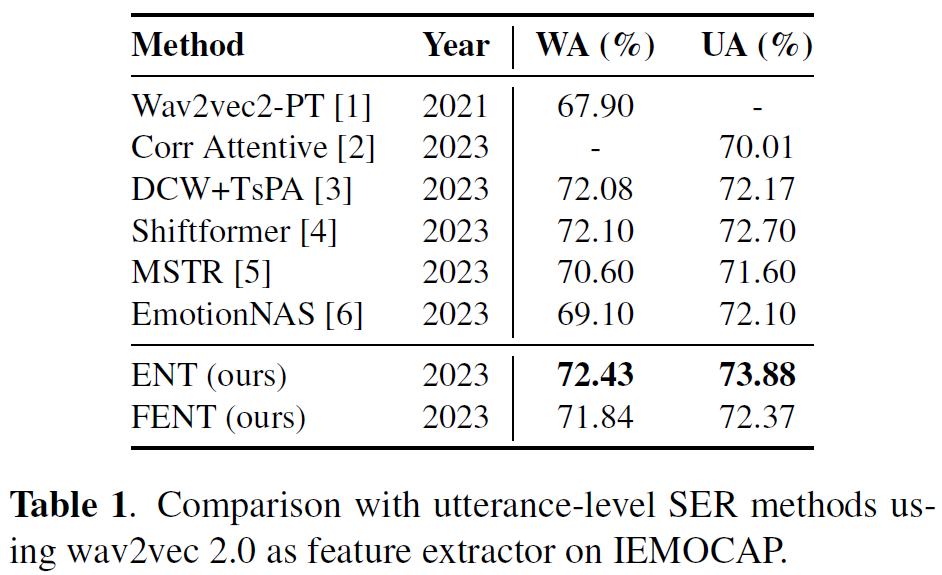 Method Year WA (%) UA (%)
Wav2vec2-PT [1] 2021 67.90 -
Corr Attentive [2] 2023 - 70.01
DCW+TsPA [3] 2023 72.08 72.17
Shiftformer [4] 2023 72.10 72.70
MSTR [5] 2023 70.60 71.60
EmotionNAS [6] 2023 69.10 72.10
ENT (ours) 2023 72.43 73.88
FENT (ours) 2023 71.84 72.37
Table 1. Comparison with utterance-level SER methods us-
ing wav2vec 2.0 as feature extractor on IEMOCAP.